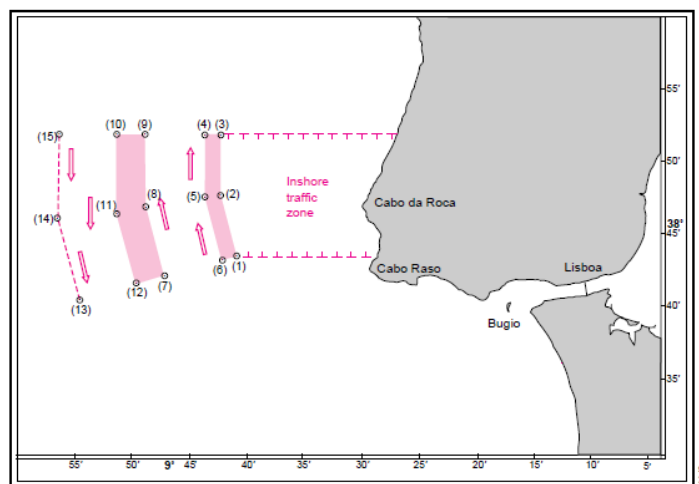 55'
(10) (9) (4) (3)
(15)
50'
Inshore
traffic
zone
(8) (5) (2)
Cabo da Roca
(11)
(14)
38°
45'
(1)
(6)
Cabo Raso
Lisboa
(7)
(12)
40'
(13)
Bugio
35'
55' 50' 9° 45' 40' 35' 30' 25' 20' 15' 10' 5'